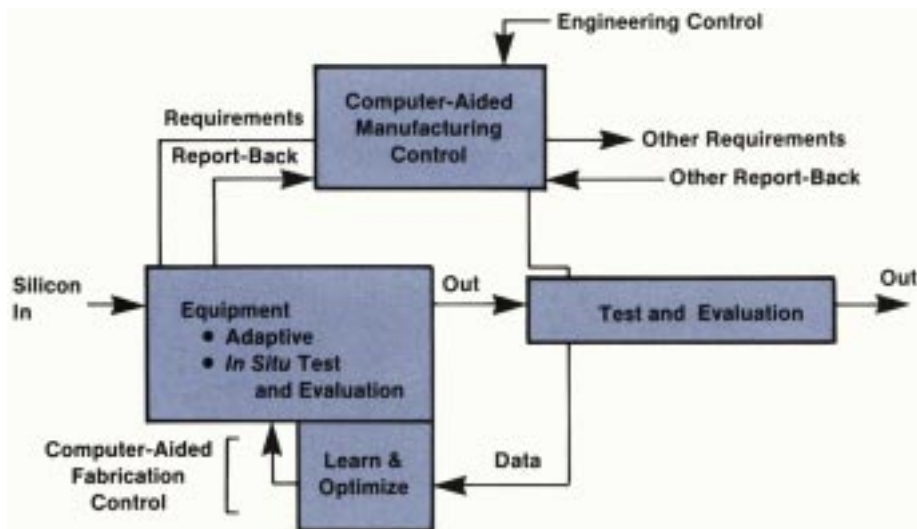 Engineering Control
Computer-Aided
Manufacturing
Control
Requirements
Report-Back
Other Requirements
Other Report-Back
Silicon
In
Equipment
● Adaptive
● In Situ Test
and Evaluation
Out
Test and Evaluation
Out
Computer-Aided
Fabrication
Control
Learn &
Optimize
Data